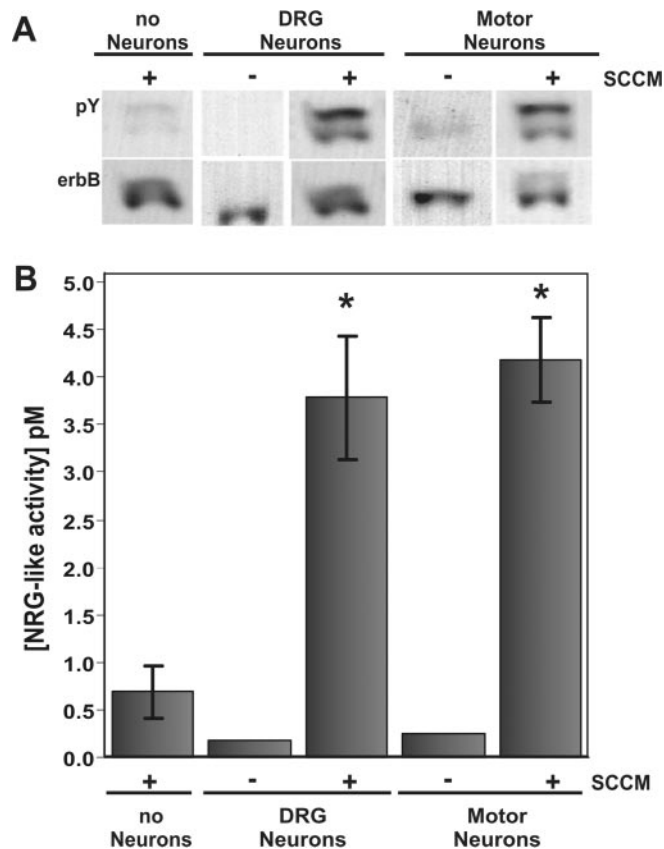 A
no DRG Motor
Neurons Neurons Neurons
+ - + - + SCCM
pY
erbB
B
5.0
4.5
4.0
3.5
3.0
2.5
2.0
1.5
1.0
0.5
0.0
[NRG-like activity] pM
* *
+ - + - + SCCM
no DRG Motor
Neurons Neurons Neurons